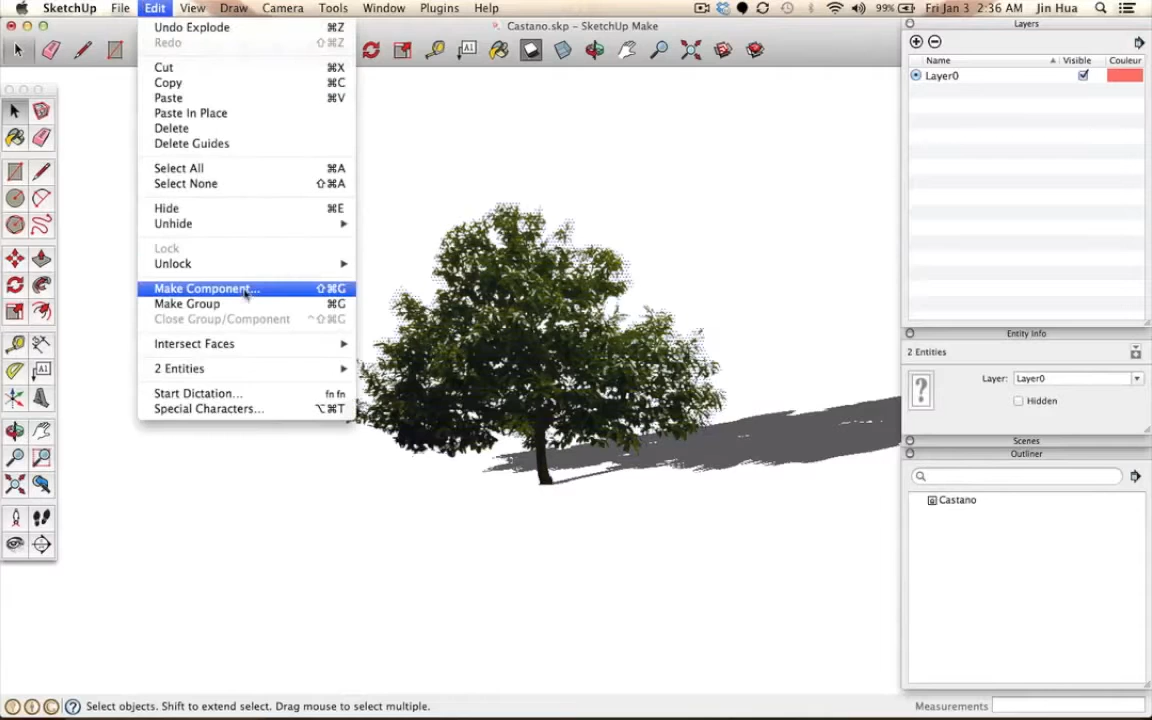 SketchUp File Edit View Draw Camera Tools Window Plugins Help 99% Fri Jan 3 2:36 AM Jin Hua
Castano.skp – SketchUp Make
Undo Explode ⌘Z
Redo ⇧⌘Z
Cut ⌘X
Copy ⌘C
Paste ⌘V
Paste In Place
Delete
Delete Guides
Select All ⌘A
Select None ⇧⌘A
Hide ⌘E
Unhide
Lock
Unlock
Make Component... ⇧⌘G
Make Group ⌘G
Close Group/Component ^⇧⌘G
Intersect Faces
2 Entities
Start Dictation... fn fn
Special Characters... ⌥⌘T
Layers
Name Visible Couleur
Layer0
Entity Info
2 Entities
Layer: Layer0
Hidden
Scenes
Outliner
Castano
Select objects. Shift to extend select. Drag mouse to select multiple.
Measurements